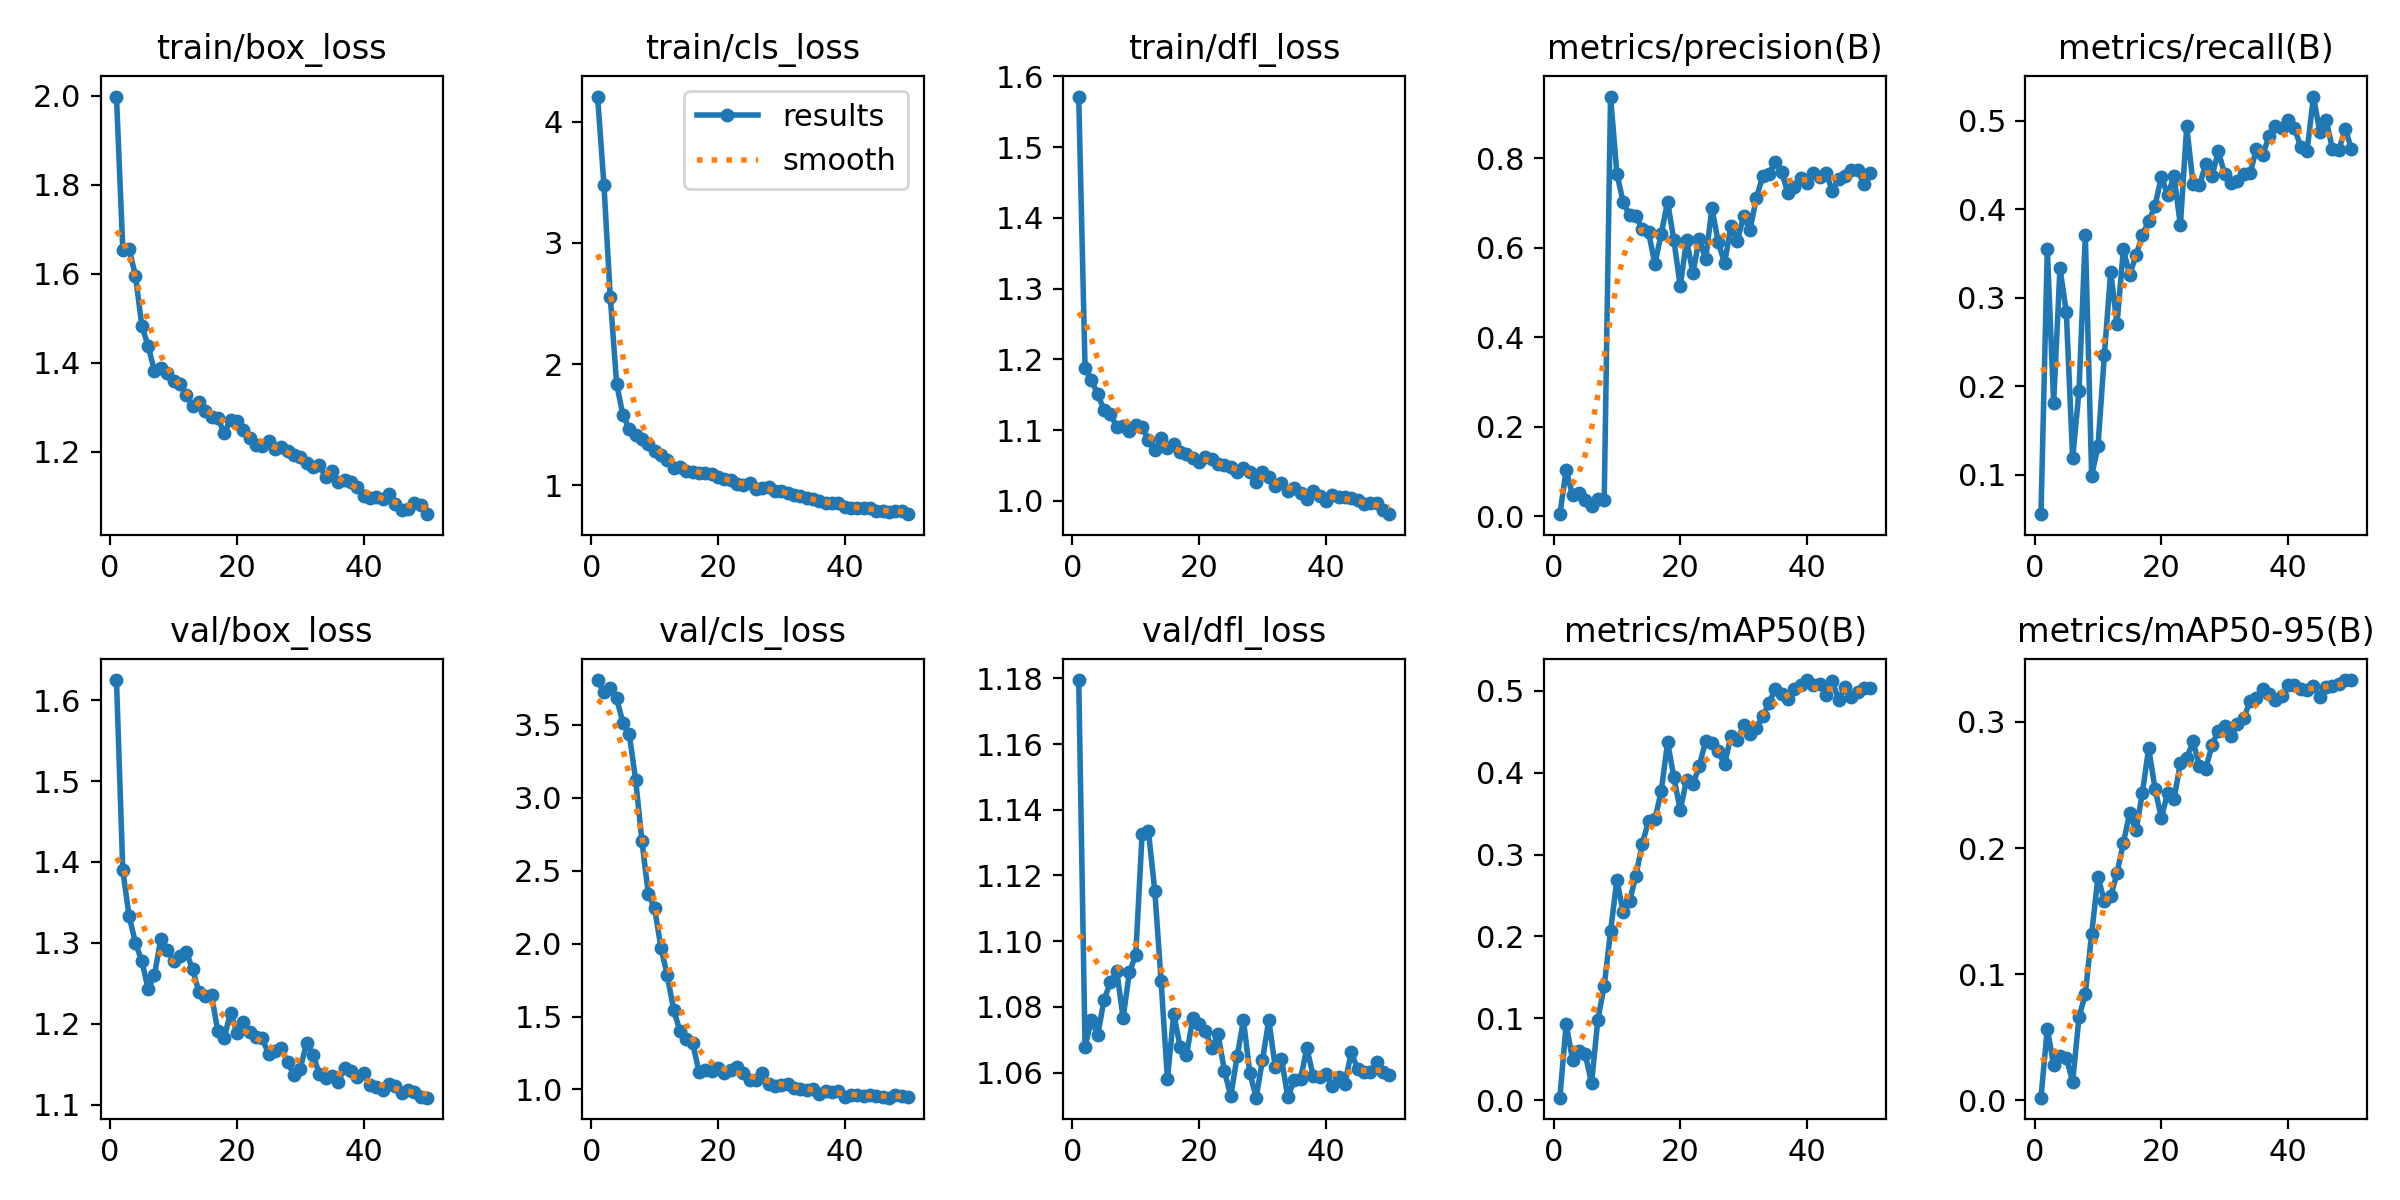 train/box_loss
train/cls_loss
train/dfl_loss
metrics/precision(B)
metrics/recall(B)
2.0
1.8
1.6
1.4
1.2
0 20 40
results
smooth
4
3
2
1
0 20 40
1.6
1.5
1.4
1.3
1.2
1.1
1.0
0 20 40
0.8
0.6
0.4
0.2
0.0
0 20 40
0.5
0.4
0.3
0.2
0.1
0 20 40
val/box_loss
val/cls_loss
val/dfl_loss
metrics/mAP50(B)
metrics/mAP50-95(B)
1.6
1.5
1.4
1.3
1.2
1.1
0 20 40
3.5
3.0
2.5
2.0
1.5
1.0
0 20 40
1.18
1.16
1.14
1.12
1.10
1.08
1.06
0 20 40
0.5
0.4
0.3
0.2
0.1
0.0
0 20 40
0.3
0.2
0.1
0.0
0 20 40